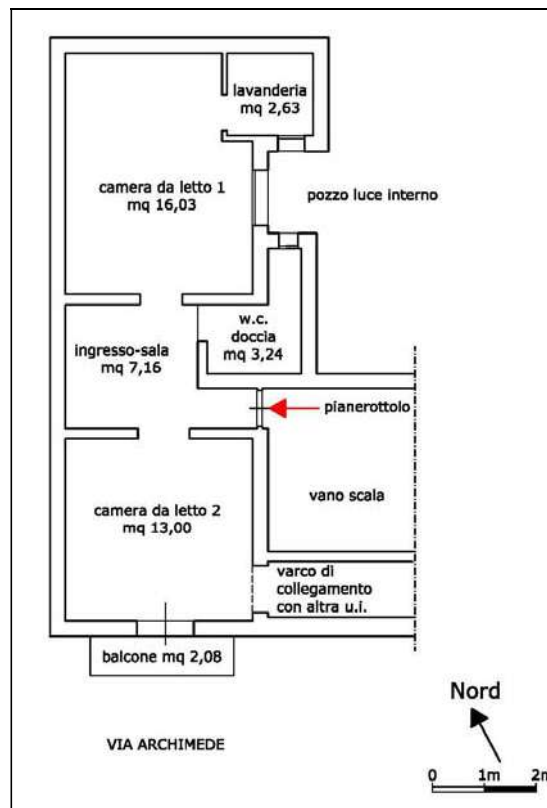 lavanderia
mq 2,63
camera da letto 1
mq 16,03
pozzo luce interno
w.c.
doccia
mq 3,24
ingresso-sala
mq 7,16
pianerottolo
vano scala
camera da letto 2
mq 13,00
varco di
collegamento
con altra u.i.
balcone mq 2,08
Nord
VIA ARCHIMEDE
0 1m 2m